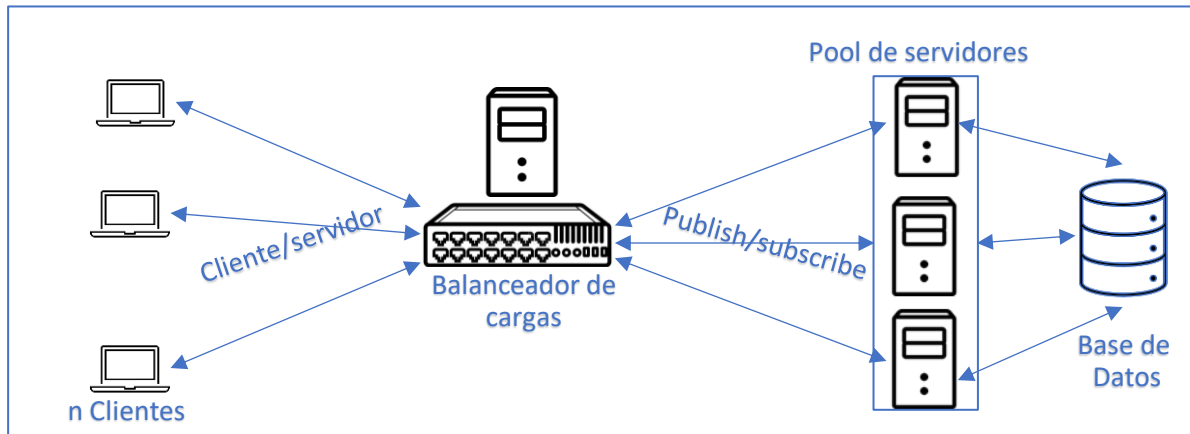 Pool de servidores
Cliente/servidor
Publish/subscribe
Balanceador de
cargas
Base de
Datos
n Clientes